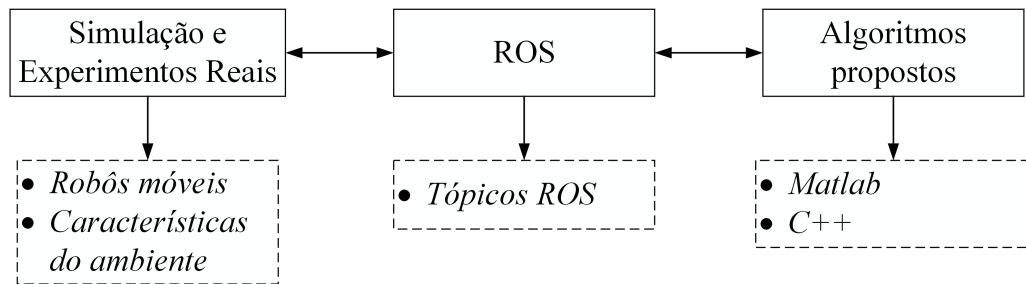 Simulação e
Experimentos Reais
ROS
Algoritmos
propostos
• Robôs móveis
• Características
do ambiente
• Tópicos ROS
• Matlab
• C++